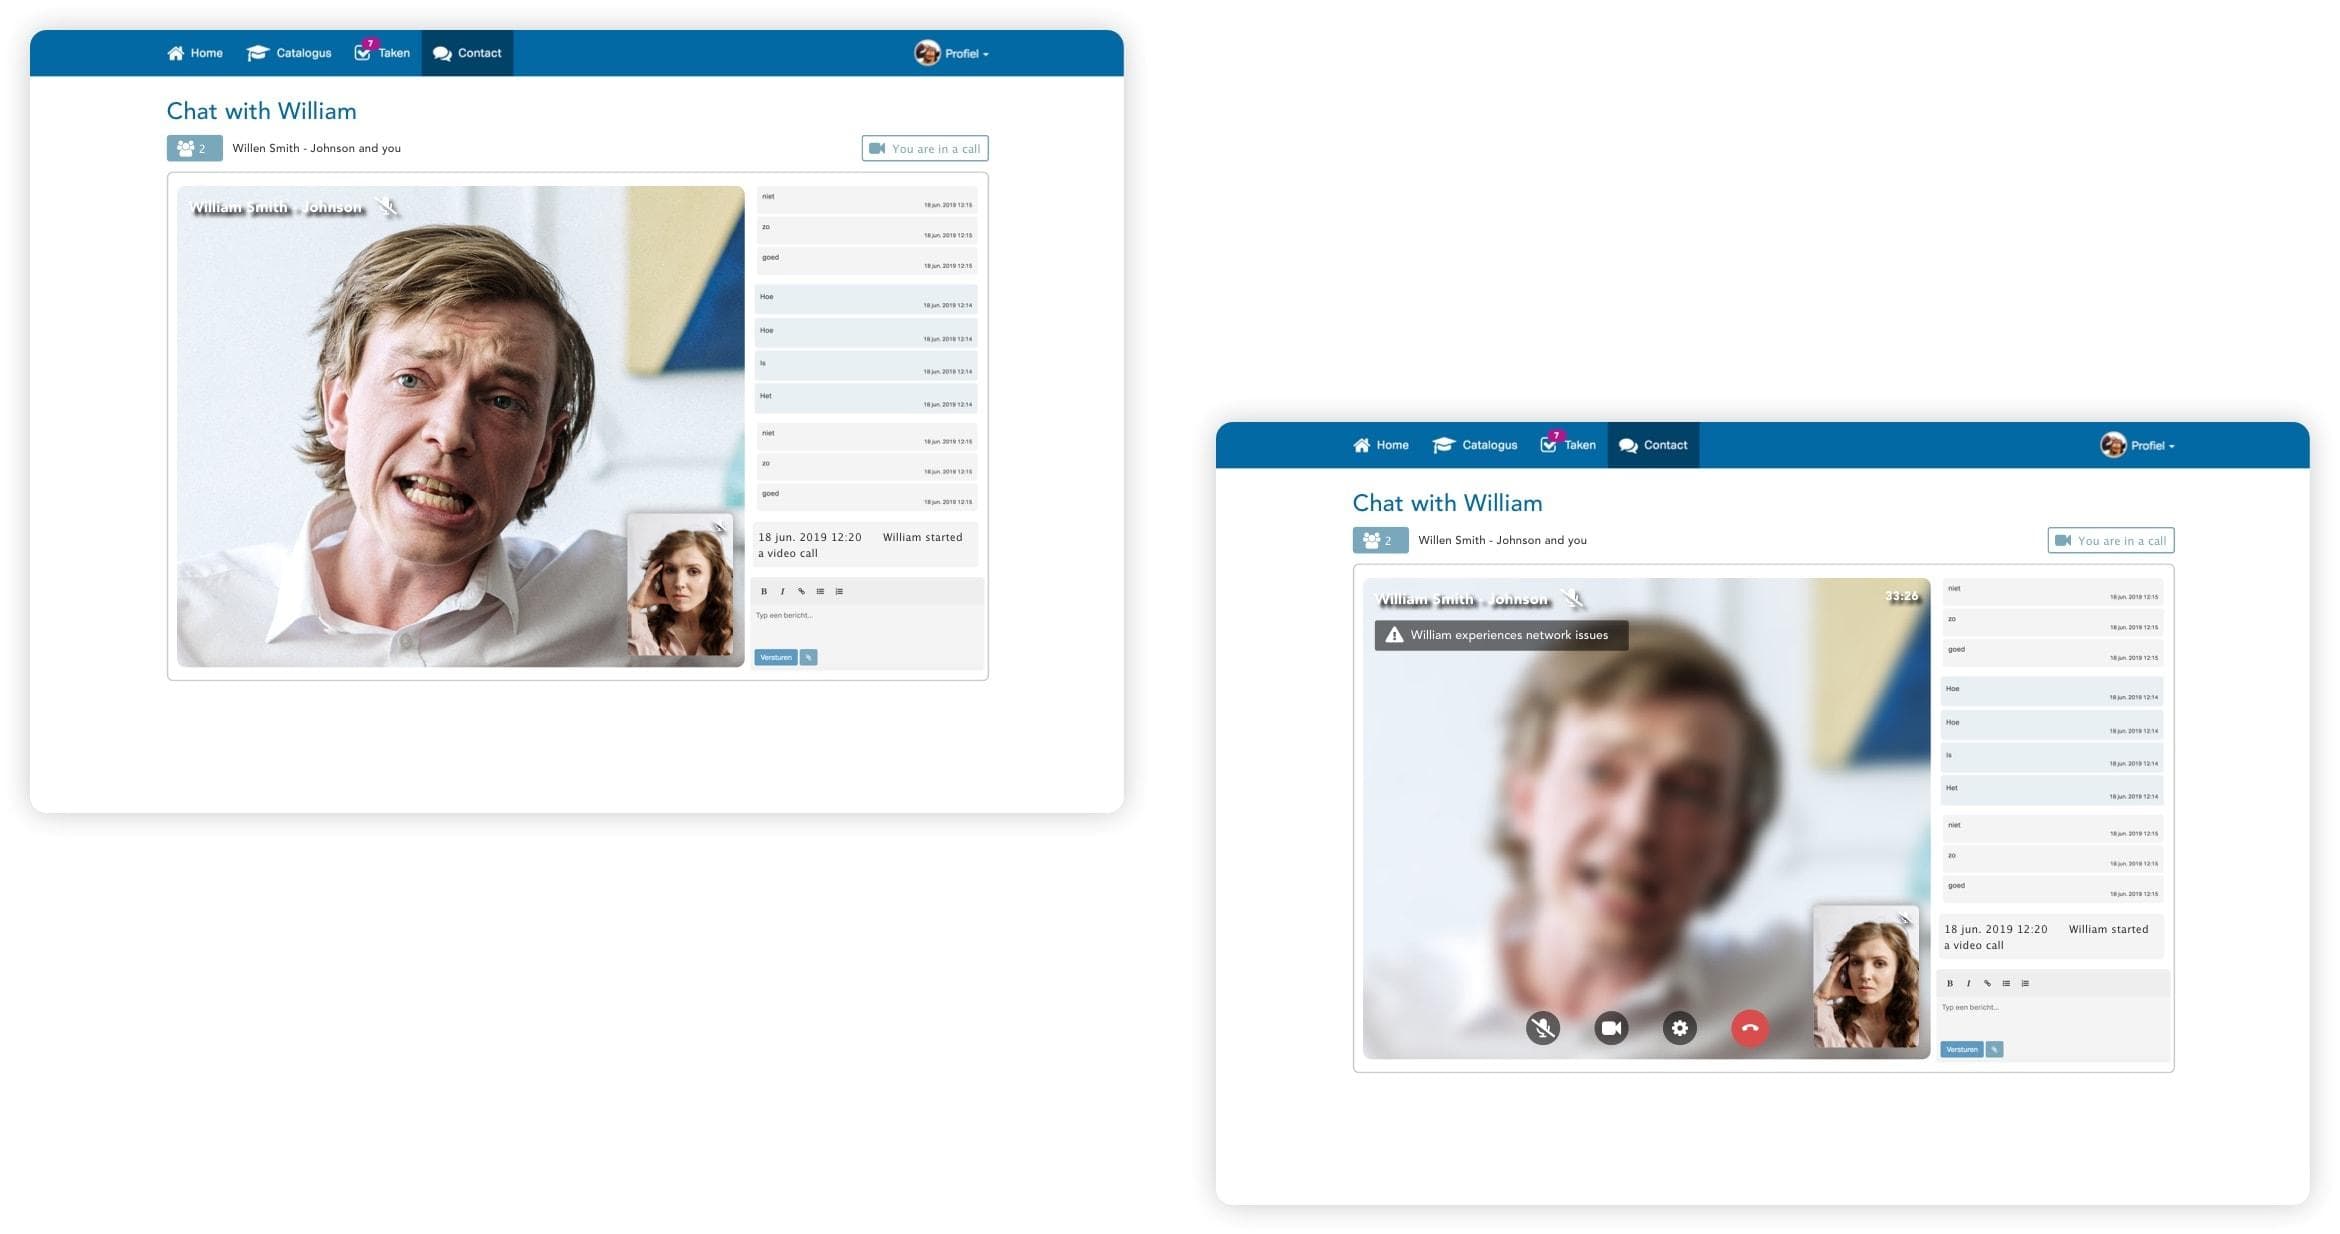 Home Catalogus 7 Taken Contact Profiel
Chat with William
2 Willen Smith - Johnson and you You are in a call
William Smith - Johnson
niet
18 jun. 2019 12:15
zo
18 jun. 2019 12:15
goed
18 jun. 2019 12:15
Hoe
18 jun. 2019 12:14
Hoe
18 jun. 2019 12:14
Is
18 jun. 2019 12:14
Het
18 jun. 2019 12:14
niet
18 jun. 2019 12:15
zo
18 jun. 2019 12:15
goed
18 jun. 2019 12:15
18 jun. 2019 12:20 William started
a video call
B I
Typ een bericht...
Versturen
Home Catalogus 7 Taken Contact Profiel
Chat with William
2 Willen Smith - Johnson and you You are in a call
William Smith - Johnson 33:26
William experiences network issues
niet
18 jun. 2019 12:15
zo
18 jun. 2019 12:15
goed
18 jun. 2019 12:15
Hoe
18 jun. 2019 12:14
Hoe
18 jun. 2019 12:14
Is
18 jun. 2019 12:14
Het
18 jun. 2019 12:14
niet
18 jun. 2019 12:15
zo
18 jun. 2019 12:15
goed
18 jun. 2019 12:15
18 jun. 2019 12:20 William started
a video call
B I
Typ een bericht...
Versturen